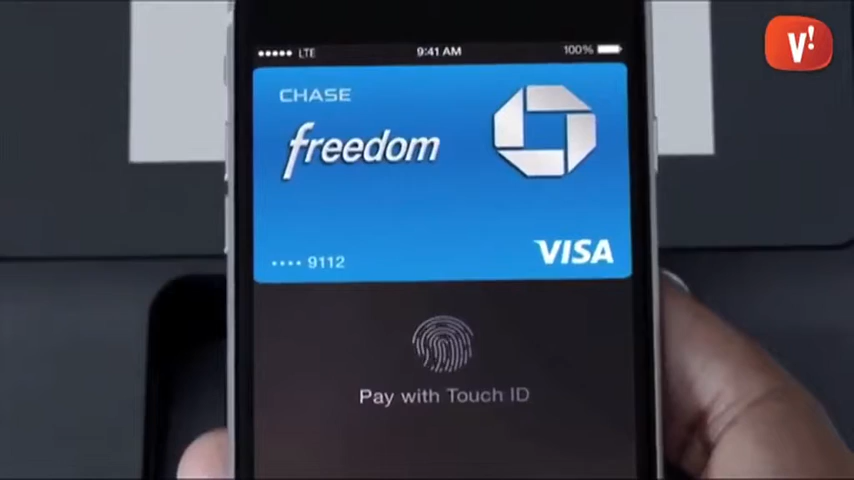 V!
●●●●● LTE
9:41 AM
100%
CHASE
freedom
•••• 9112
VISA
Pay with Touch ID